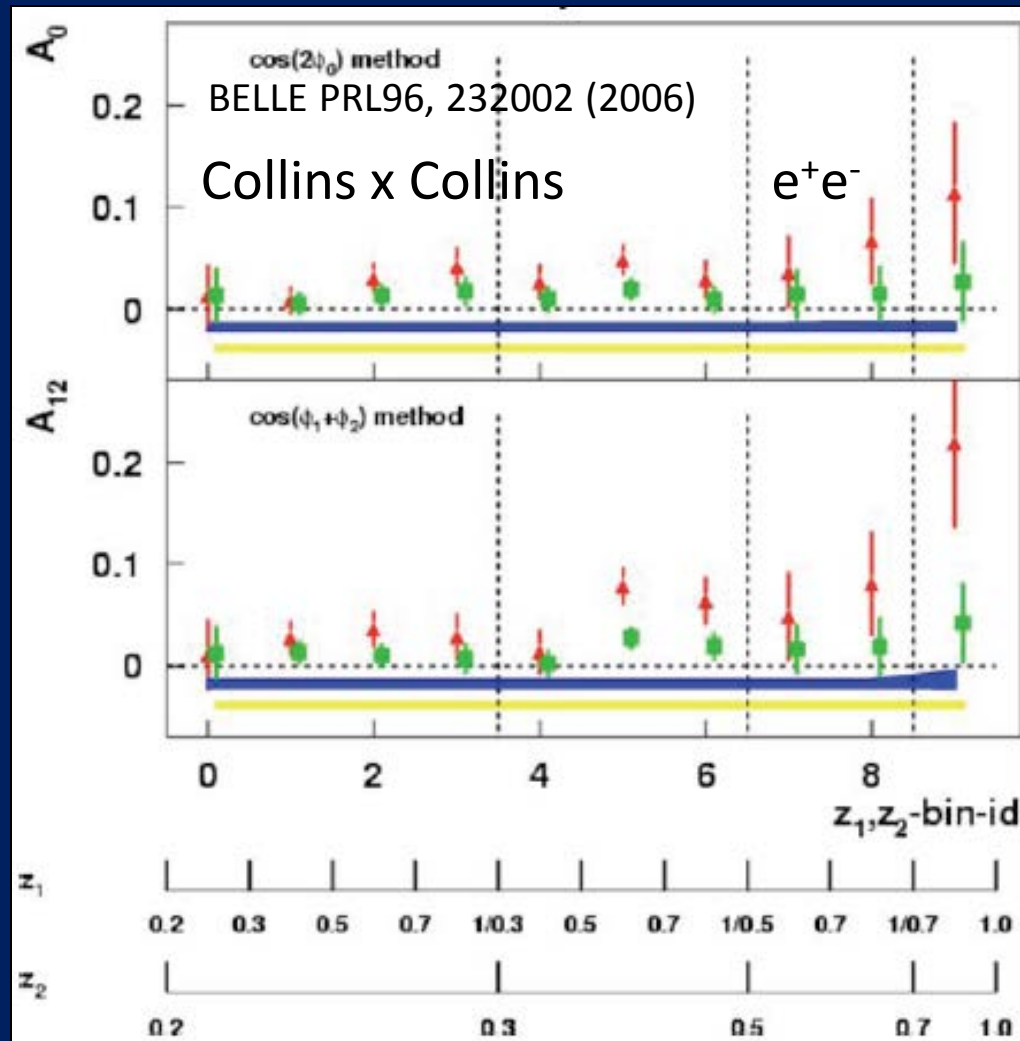 A0
cos(2ϕ0) method
BELLE PRL96, 232002 (2006)
0.2
Collins x Collins e+e-
0.1
0
A12
cos(ϕ1+ϕ2) method
0.2
0.1
0
0 2 4 6 8
z1,z2-bin-id
z1
0.2 0.3 0.5 0.7 1/0.3 0.5 0.7 1/0.5 0.7 1/0.7 1.0
z2
0.2 0.3 0.5 0.7 1.0